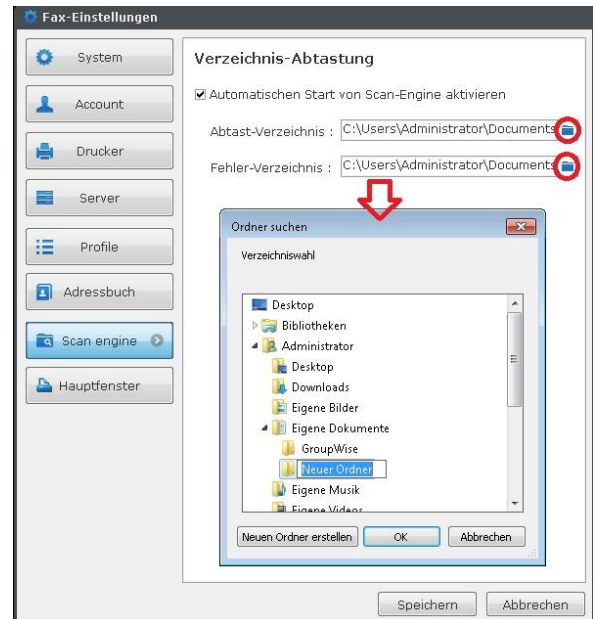 Fax-Einstellungen
System
Account
Drucker
Server
Profile
Adressbuch
Scan engine
Hauptfenster
Verzeichnis-Abtastung
Automatischen Start von Scan-Engine aktivieren
Abtast-Verzeichnis : C:\Users\Administrator\Documents
Fehler-Verzeichnis : C:\Users\Administrator\Documents
Ordner suchen
Verzeichniswahl
Desktop
Bibliotheken
Administrator
Desktop
Downloads
Eigene Bilder
Eigene Dokumente
GroupWise
Neuer Ordner
Eigene Musik
Eigene Videos
Neuen Ordner erstellen OK Abbrechen
Speichern Abbrechen